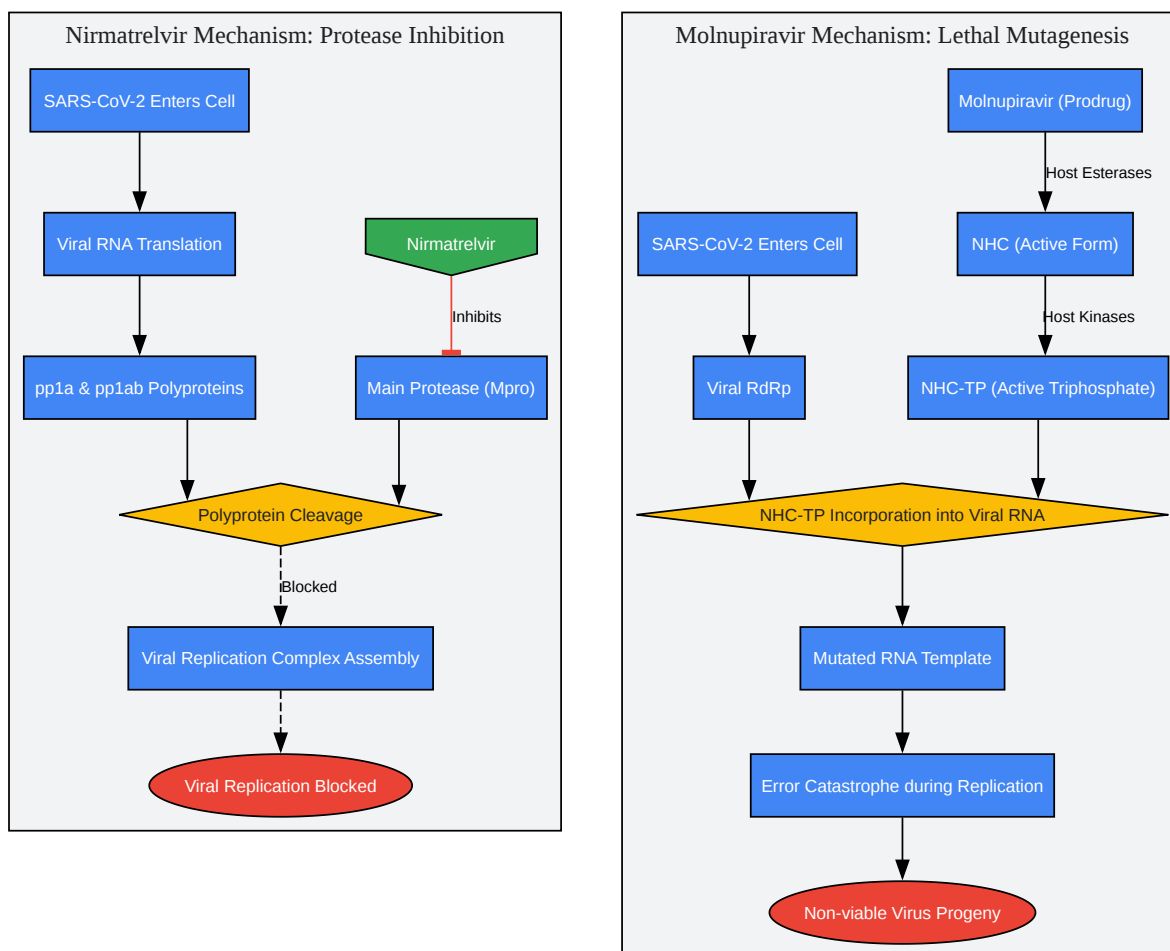 Nirmatrelvir Mechanism: Protease Inhibition
SARS-CoV-2 Enters Cell
Viral RNA Translation
Nirmatrelvir
Inhibits
pp1a & pp1ab Polyproteins
Main Protease (Mpro)
Polyprotein Cleavage
Blocked
Viral Replication Complex Assembly
Viral Replication Blocked
Molnupiravir Mechanism: Lethal Mutagenesis
Molnupiravir (Prodrug)
Host Esterases
SARS-CoV-2 Enters Cell
NHC (Active Form)
Host Kinases
Viral RdRp
NHC-TP (Active Triphosphate)
NHC-TP Incorporation into Viral RNA
Mutated RNA Template
Error Catastrophe during Replication
Non-viable Virus Progeny